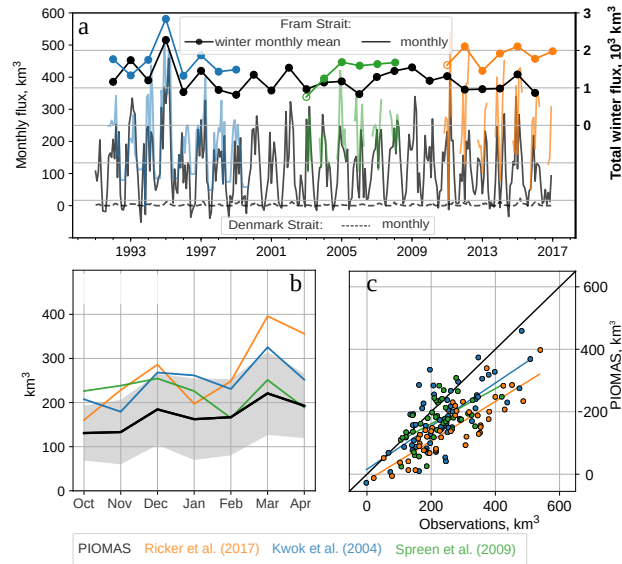 a
Fram Strait:
winter monthly mean
monthly
Denmark Strait:
monthly
Monthly flux, km³
600
500
400
300
200
100
0
Total winter flux, 10³ km³
3
2
1
0
1993
1997
2001
2005
2009
2013
2017
b
km³
400
300
200
100
0
Oct
Nov
Dec
Jan
Feb
Mar
Apr
c
PIOMAS, km³
600
400
200
0
0
200
400
600
Observations, km³
PIOMAS Ricker et al. (2017) Kwok et al. (2004) Spreen et al. (2009)